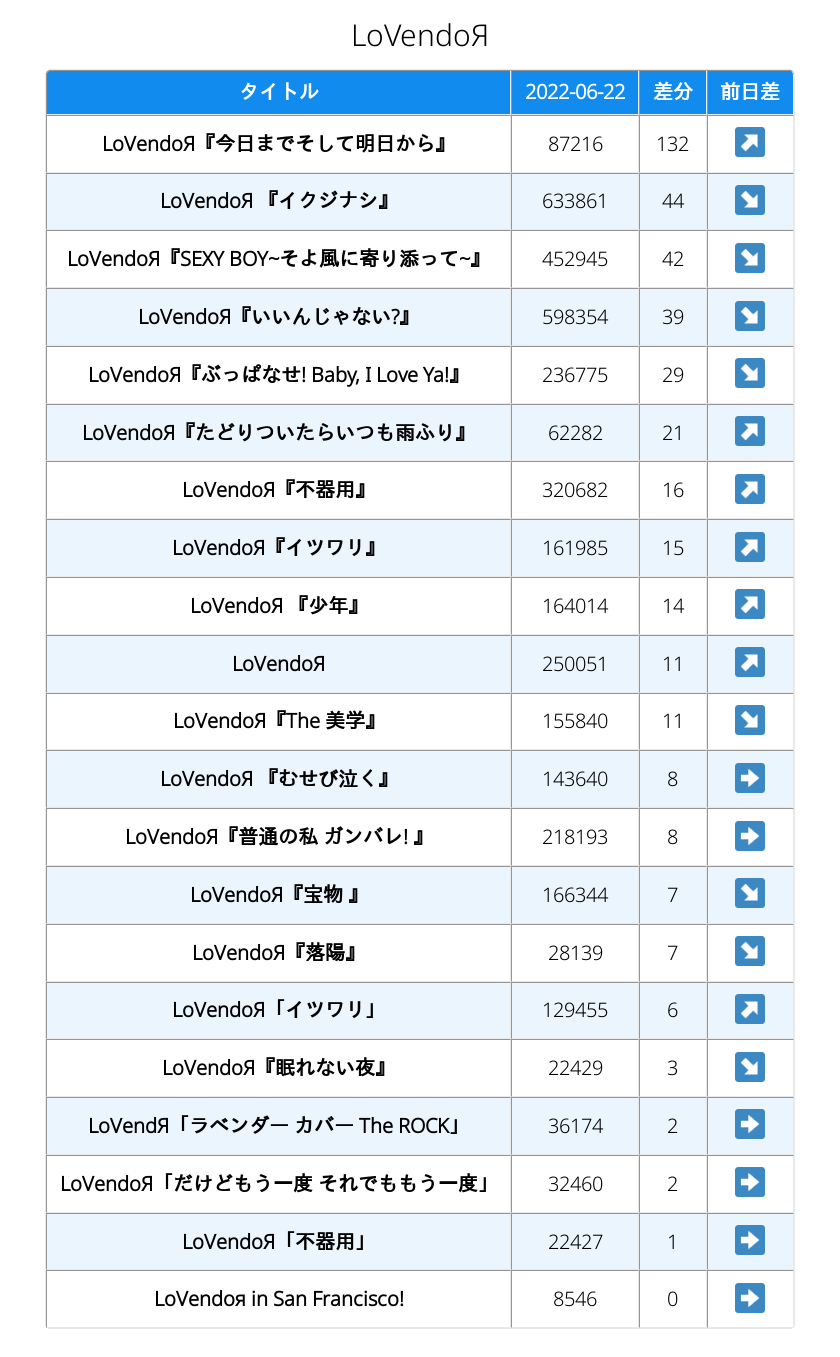 LoVendoЯ
タイトル 2022-06-22 差分 前日差
LoVendoЯ『今日までそして明日から』 87216 132
LoVendoЯ 『イクジナシ』 633861 44
LoVendoЯ『SEXY BOY~そよ風に寄り添って~』 452945 42
LoVendoЯ『いいんじゃない?』 598354 39
LoVendoЯ『ぶっぱなせ! Baby, I Love Ya!』 236775 29
LoVendoЯ『たどりついたらいつも雨ふり』 62282 21
LoVendoЯ『不器用』 320682 16
LoVendoЯ『イツワリ』 161985 15
LoVendoЯ 『少年』 164014 14
LoVendoЯ 250051 11
LoVendoЯ『The 美学』 155840 11
LoVendoЯ 『むせび泣く』 143640 8
LoVendoЯ『普通の私 ガンバレ! 』 218193 8
LoVendoЯ『宝物 』 166344 7
LoVendoЯ『落陽』 28139 7
LoVendoЯ「イツワリ」 129455 6
LoVendoЯ『眠れない夜』 22429 3
LoVendЯ「ラベンダー カバー The ROCK」 36174 2
LoVendoЯ「だけどもう一度 それでももう一度」 32460 2
LoVendoЯ「不器用」 22427 1
LoVendoя in San Francisco! 8546 0